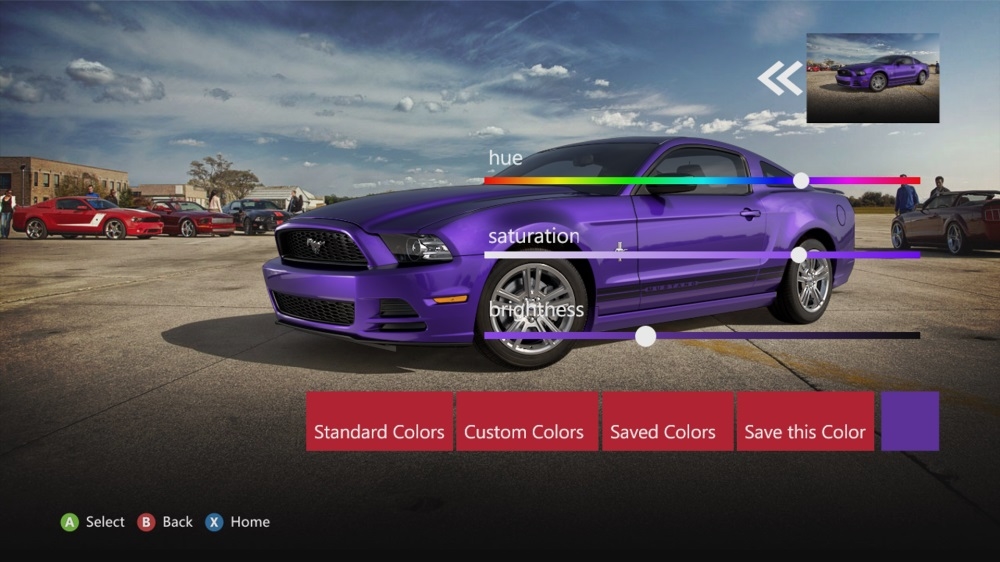 hue
saturation
brightness
Standard Colors
Custom Colors
Saved Colors
Save this Color
A Select
B Back
X Home